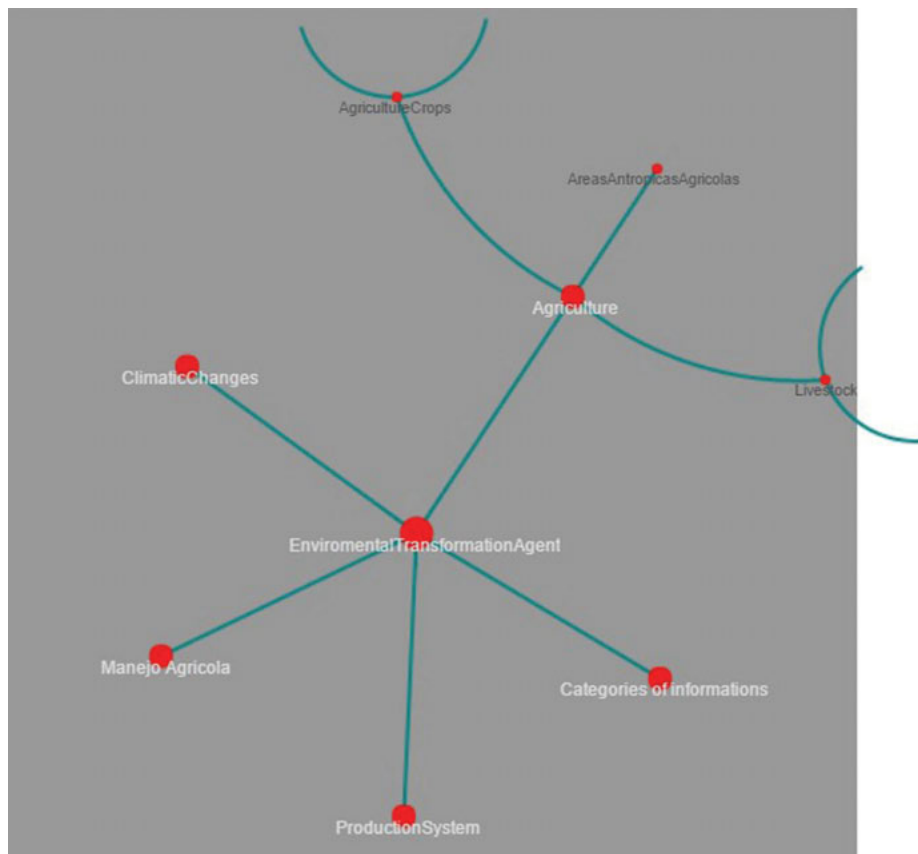 AgricultureCrops
AreasAntropicasAgricolas
Agriculture
ClimaticChanges
Livestock
EnviromentalTransformationAgent
Manejo Agricola
Categories of informations
ProductionSystem